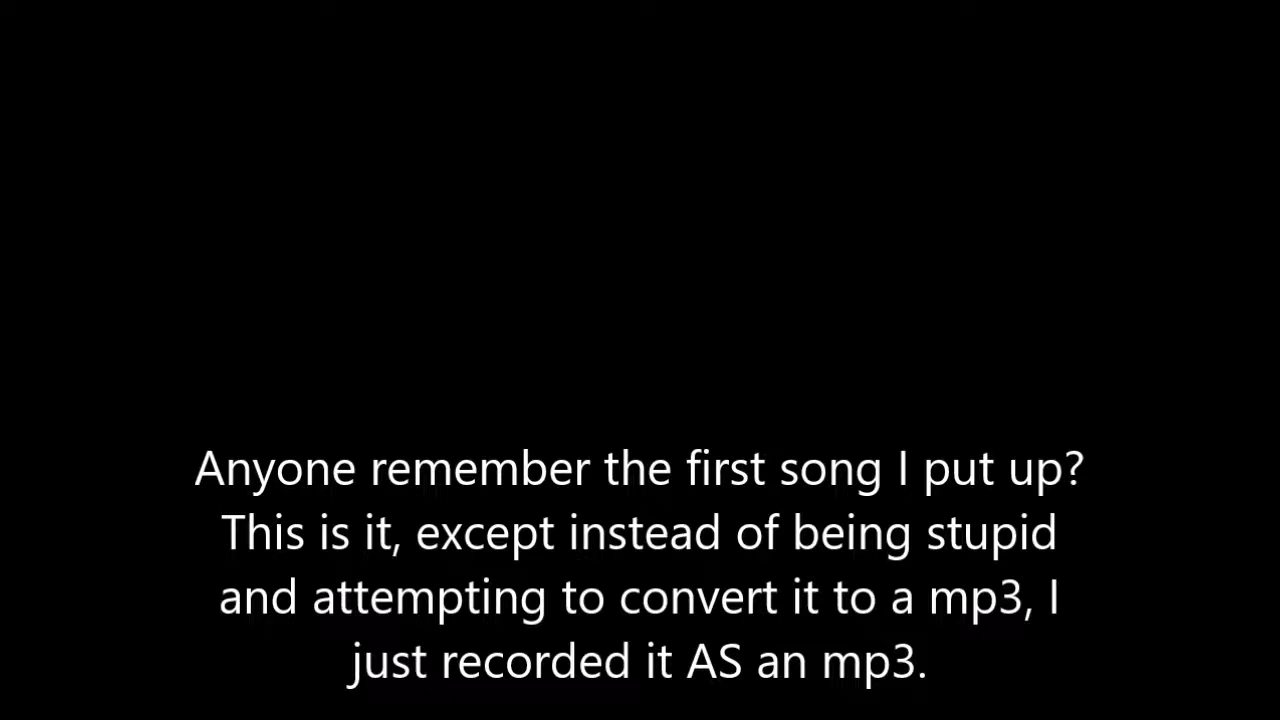 Anyone remember the first song I put up?
This is it, except instead of being stupid
and attempting to convert it to a mp3, I
just recorded it AS an mp3.